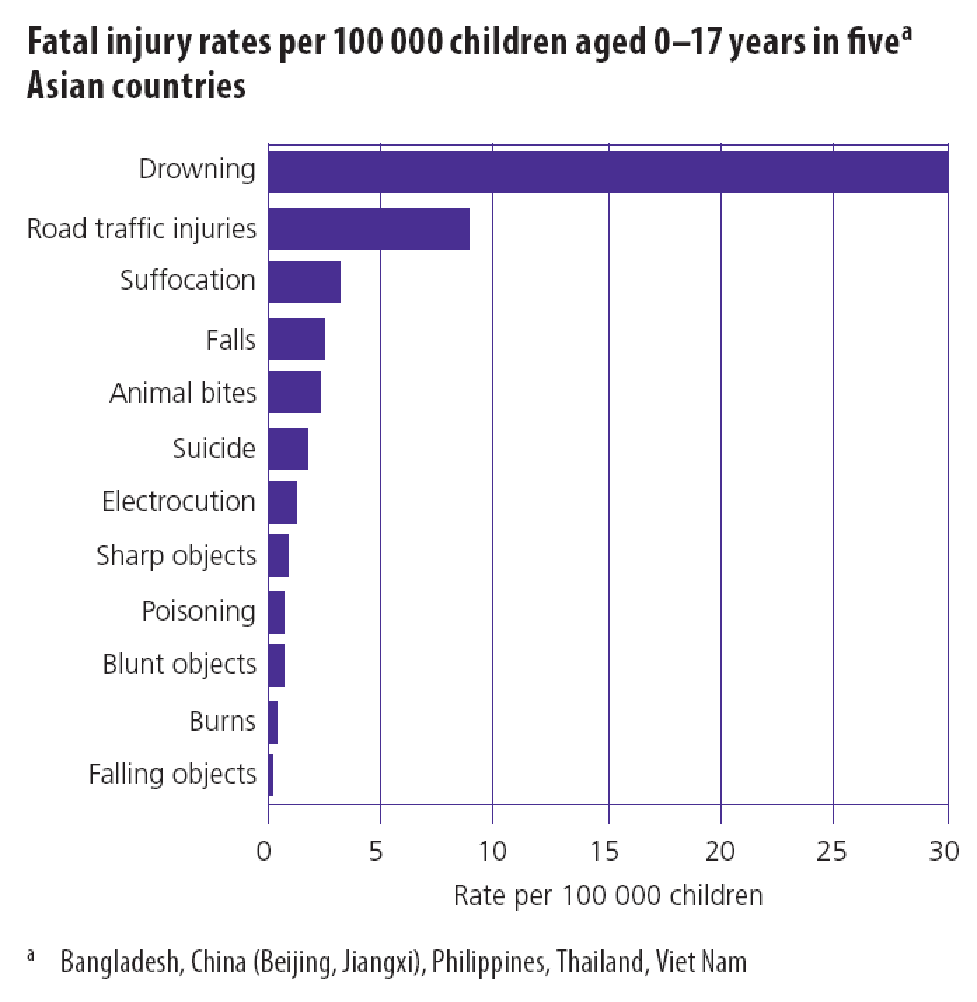 Fatal injury rates per 100 000 children aged 0–17 years in fiveª
Asian countries
Drowning
Road traffic injuries
Suffocation
Falls
Animal bites
Suicide
Electrocution
Sharp objects
Poisoning
Blunt objects
Burns
Falling objects
0 5 10 15 20 25 30
Rate per 100 000 children
ª Bangladesh, China (Beijing, Jiangxi), Philippines, Thailand, Viet Nam